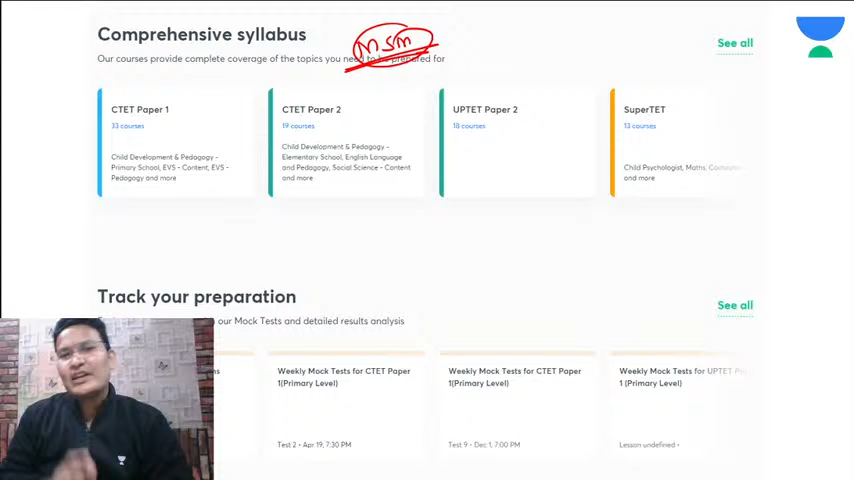 Comprehensive syllabus
MSM
See all
Our courses provide complete coverage of the topics you need to be prepared for
CTET Paper 1
33 courses
Child Development & Pedagogy -
Primary School, EVS - Content, EVS -
Pedagogy and more
CTET Paper 2
19 courses
Child Development & Pedagogy -
Elementary School, English Language
and Pedagogy, Social Science - Content
and more
UPTET Paper 2
18 courses
SuperTET
13 courses
Child Psychologist, Maths,
and more
Track your preparation
See all
our Mock Tests and detailed results analysis
Weekly Mock Tests for CTET Paper
1(Primary Level)
Test 2 • Apr 19, 7:30 PM
Weekly Mock Tests for CTET Paper
1(Primary Level)
Test 9 • Dec 1, 7:00 PM
Weekly Mock Tests for UPTET
1 (Primary Level)
Lesson undefined •